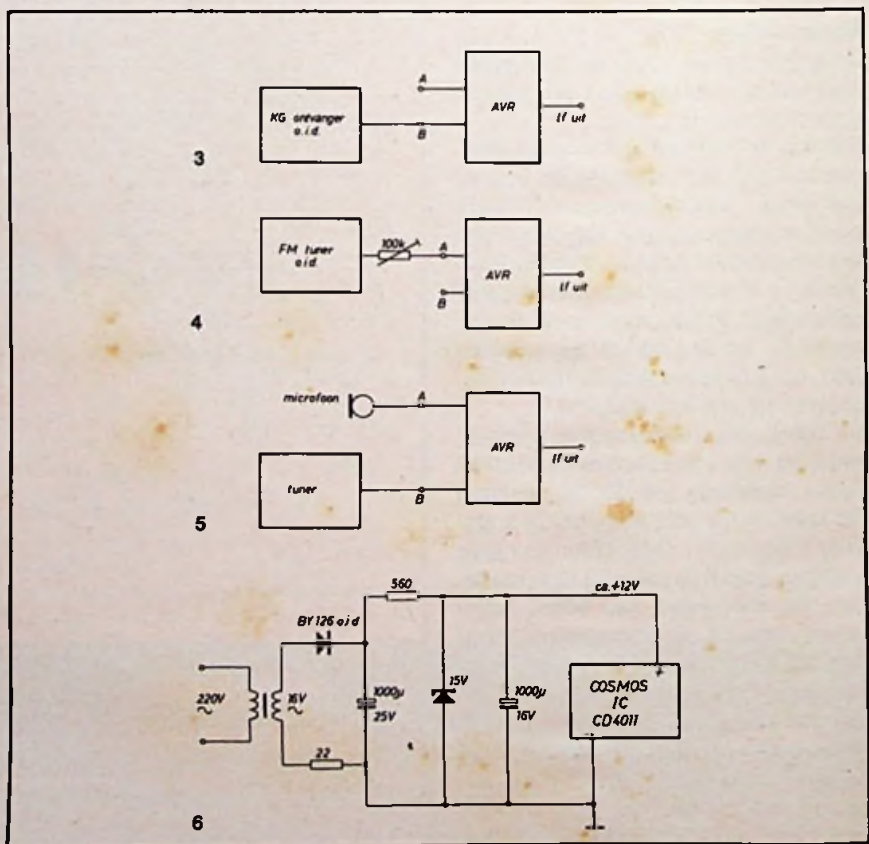 A
KG ontvanger
o.i.d.
AVR
lf uit
B
3
FM tuner
o.i.d.
100k
A
AVR
lf uit
B
4
microfoon
A
AVR
lf uit
tuner
B
5
560
ca.+12V
BY126 o.i.d
220V
16V
1000µ
25V
15V
1000µ
16V
+
COSMOS
IC
CD4011
-
22
6